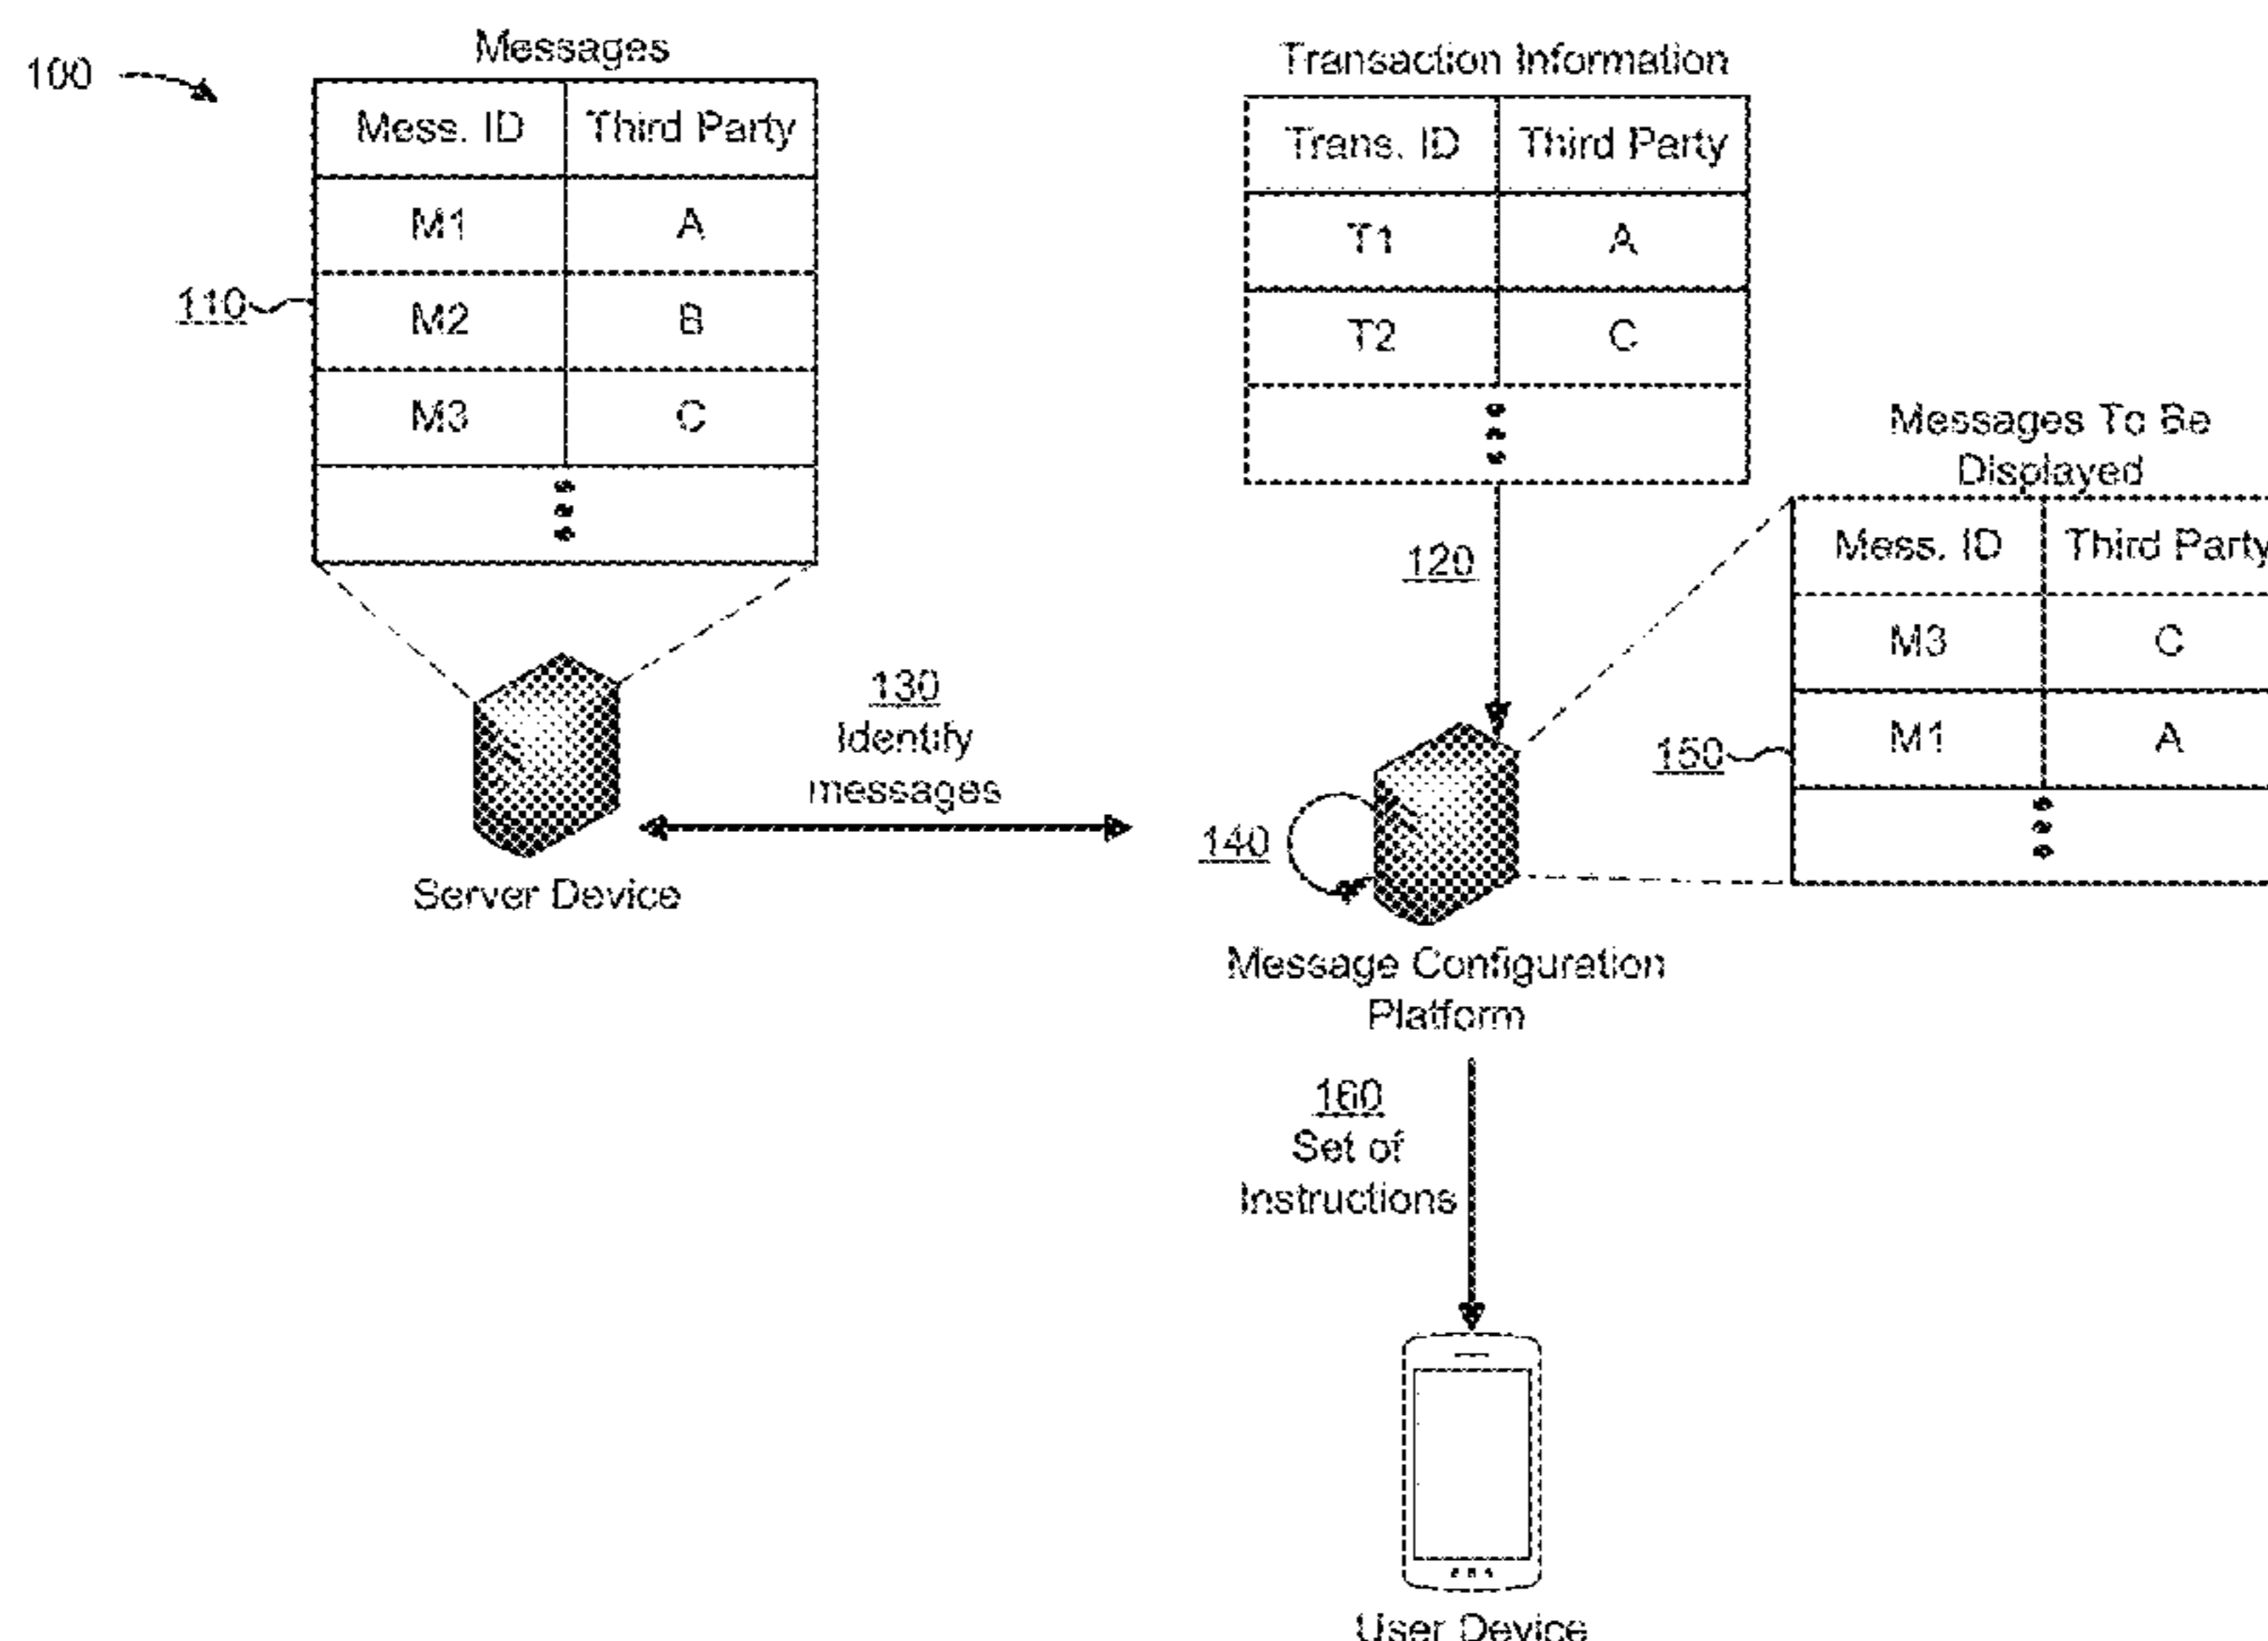 100
Messages
Mess. ID Third Party
M1 A
110
M2 B
M3 C
Server Device
130
Identify
messages
Transaction Information
Trans. ID Third Party
T1 A
T2 C
120
Messages To Be
Displayed
Mess. ID Third Party
M3 C
150
M1 A
140
Message Configuration
Platform
160
Set of
Instructions
User Device